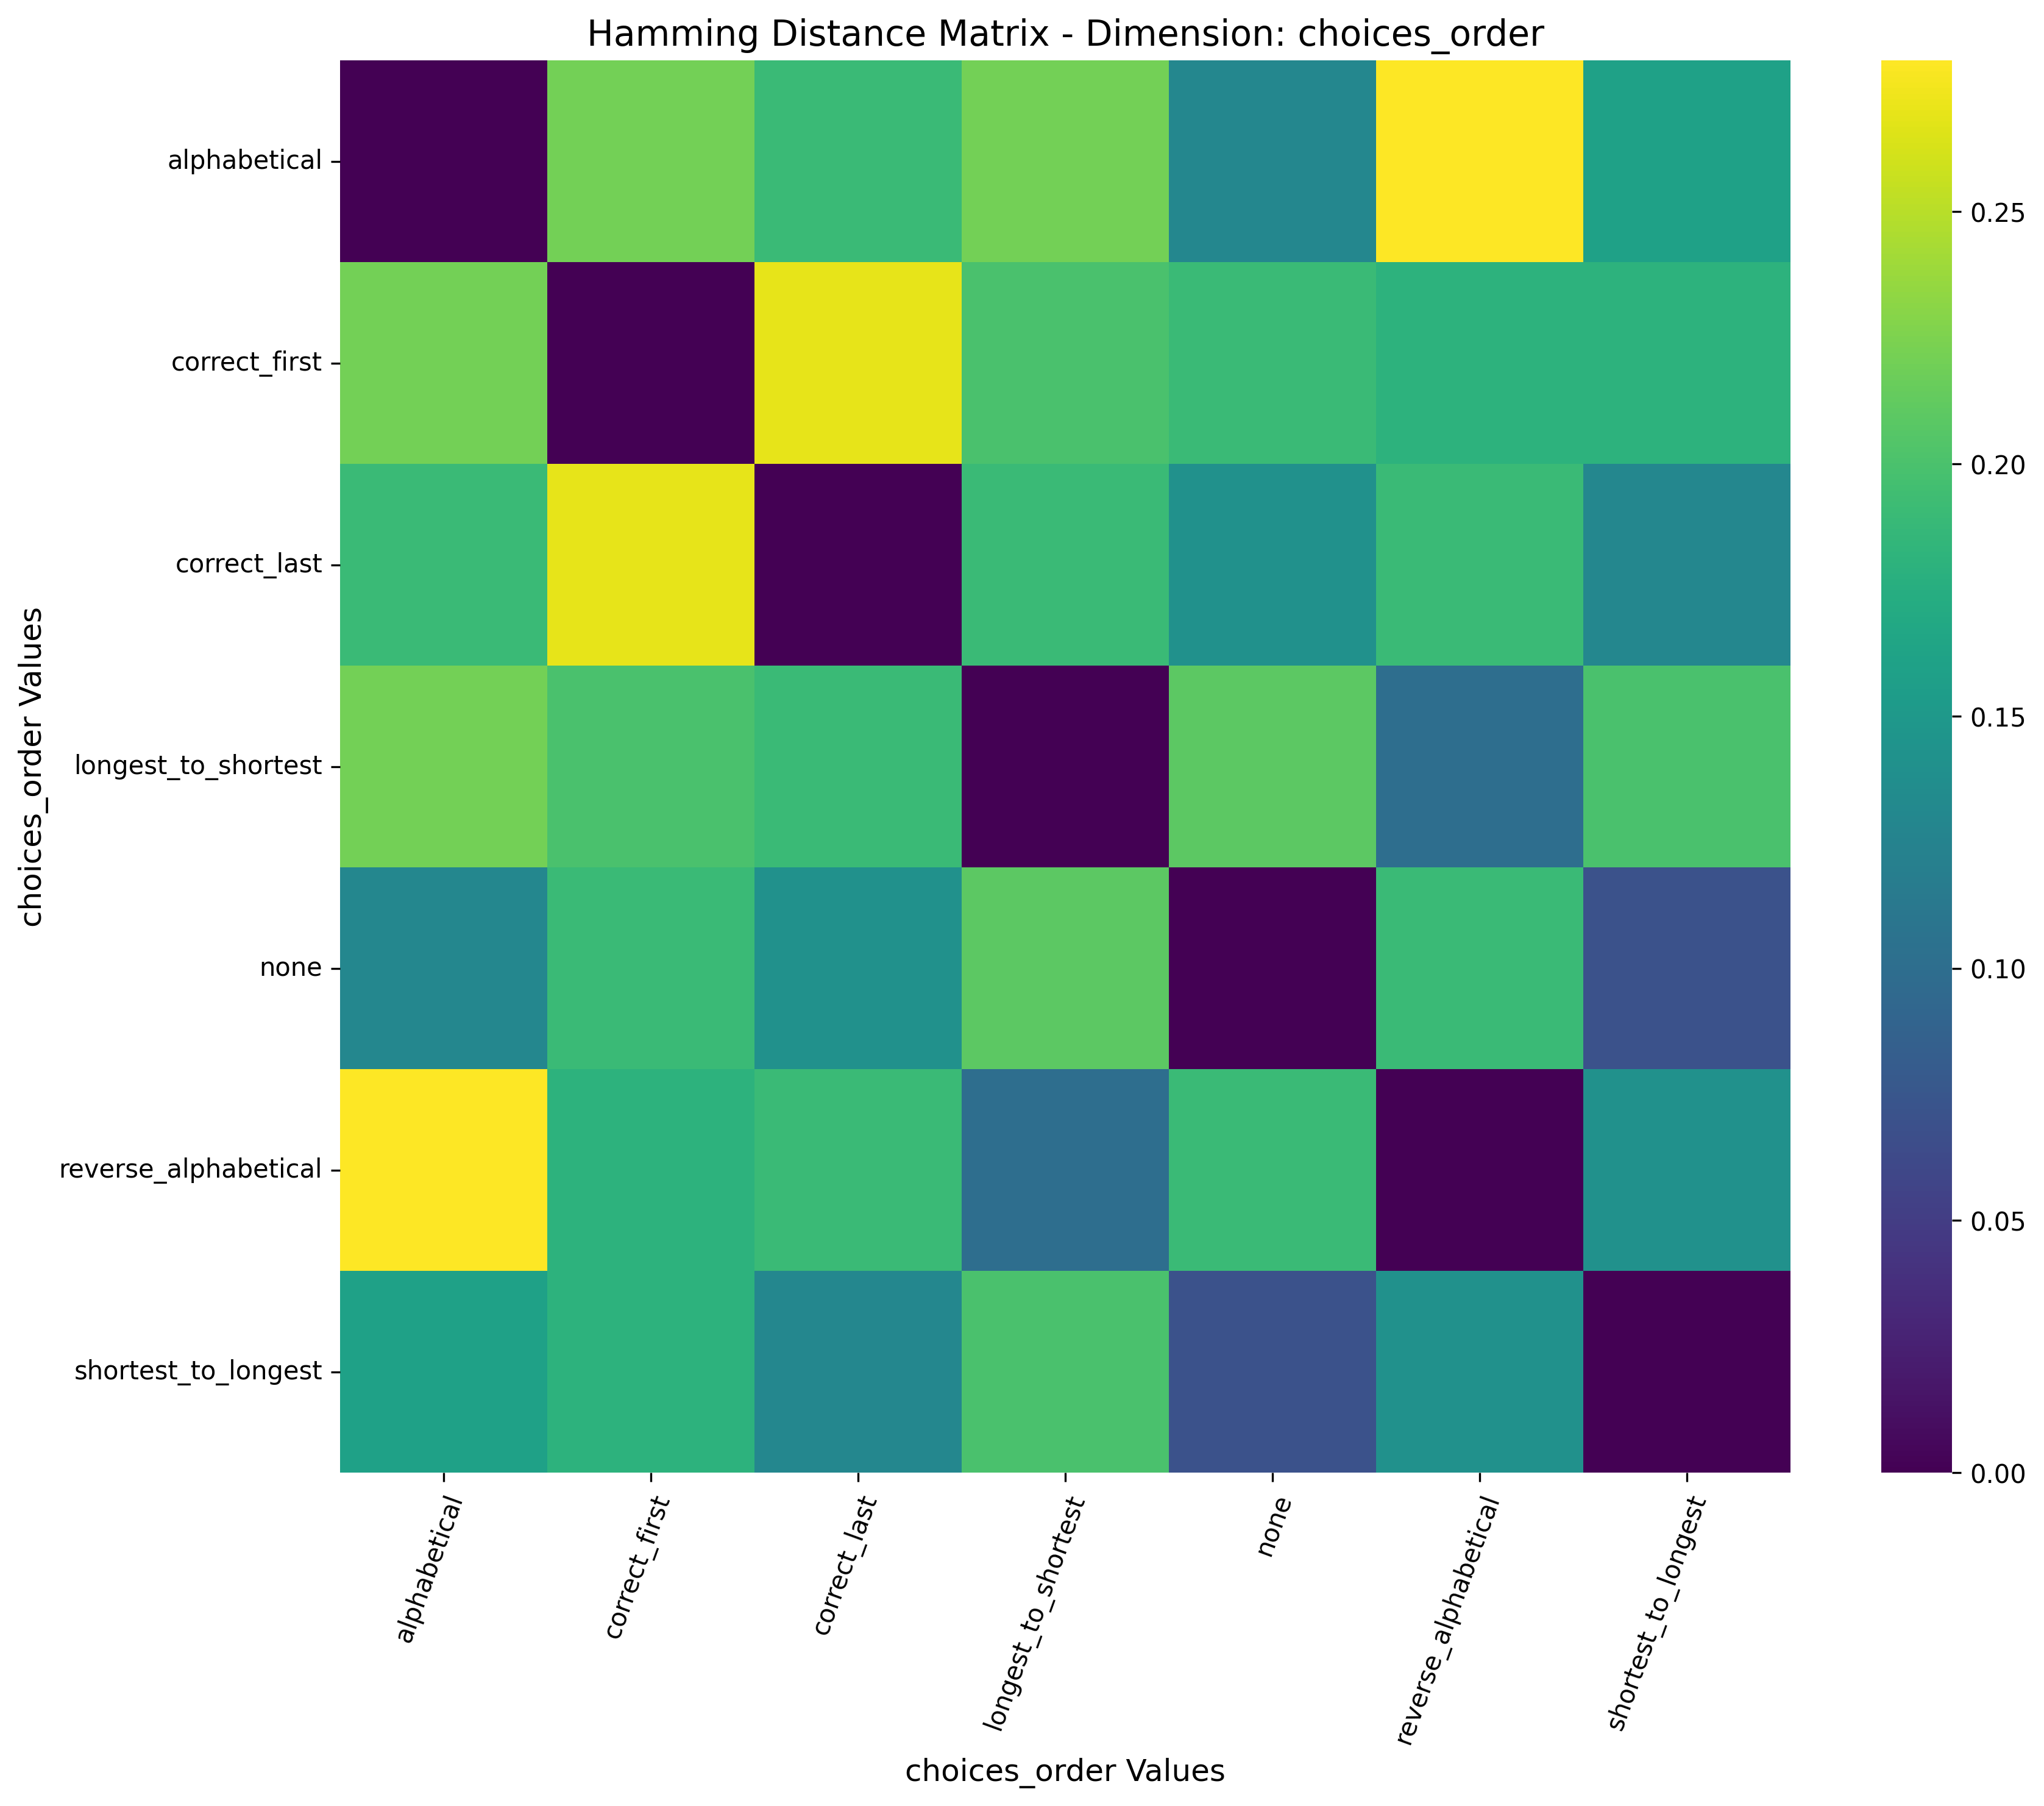 Hamming Distance Matrix - Dimension: choices_order
choices_order Values
alphabetical
correct_first
correct_last
longest_to_shortest
none
reverse_alphabetical
shortest_to_longest
alphabetical
correct_first
correct_last
longest_to_shortest
none
reverse_alphabetical
shortest_to_longest
choices_order Values
0.25
0.20
0.15
0.10
0.05
0.00